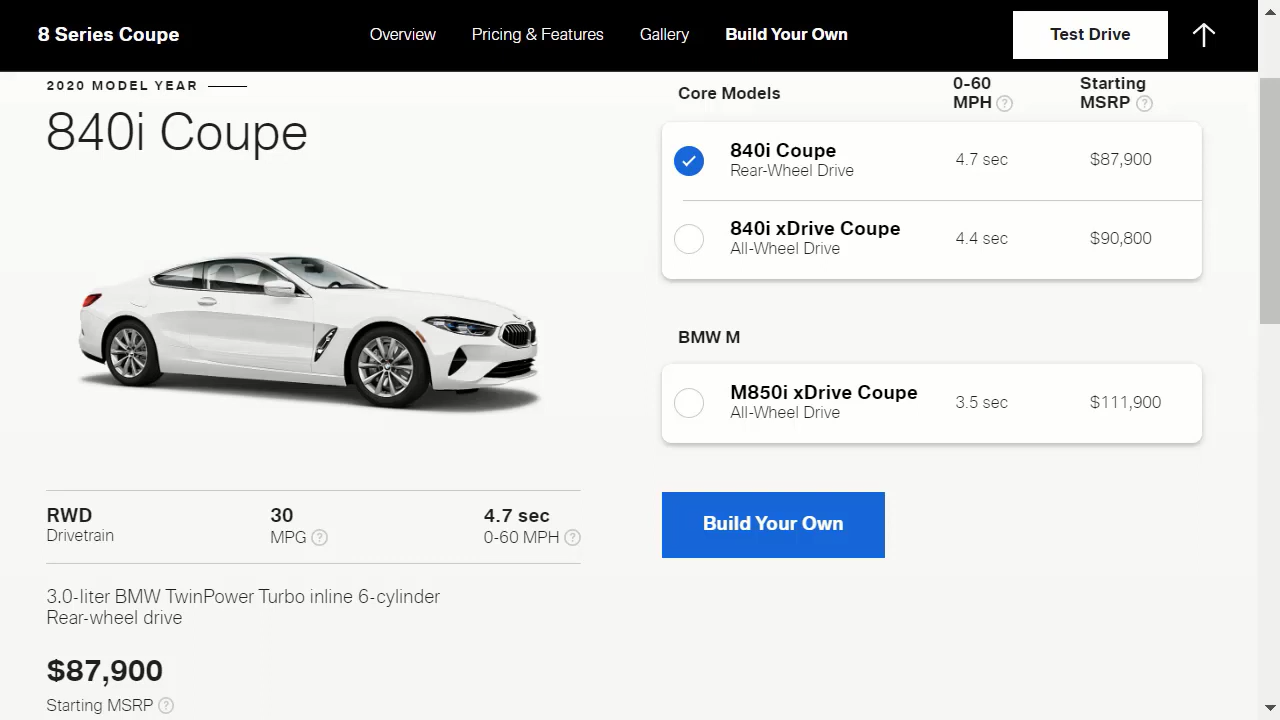 8 Series Coupe
Overview
Pricing & Features
Gallery
Build Your Own
Test Drive
2020 MODEL YEAR
840i Coupe
RWD
Drivetrain
30
MPG ?
4.7 sec
0-60 MPH ?
3.0-liter BMW TwinPower Turbo inline 6-cylinder
Rear-wheel drive
$87,900
Starting MSRP ?
Core Models
0-60
MPH ?
Starting
MSRP ?
840i Coupe
Rear-Wheel Drive
4.7 sec
$87,900
840i xDrive Coupe
All-Wheel Drive
4.4 sec
$90,800
BMW M
M850i xDrive Coupe
All-Wheel Drive
3.5 sec
$111,900
Build Your Own